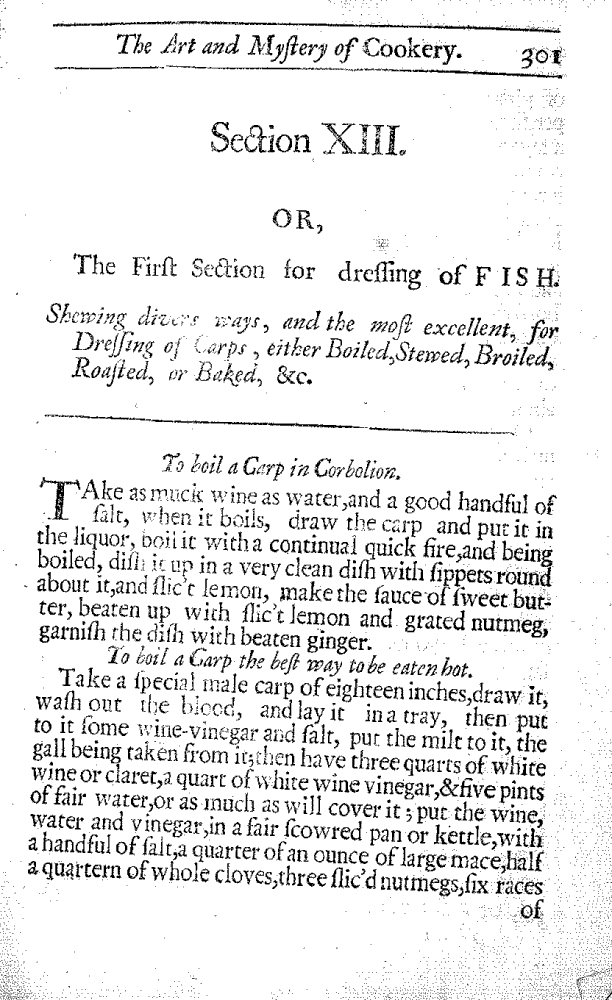 The Art and Myſtery of Cookery. 301
Section XIII.
OR,
The Firſt Section for dreſſing of FISH.
Shewing divers ways, and the moſt excellent, for
Dreſſing of Carps, either Boiled, Stewed, Broiled,
Roaſted, or Baked, &c.
To boil a Carp in Corbolion.
TAke as muck wine as water, and a good handful of
ſalt, when it boils, draw the carp and put it in
the liquor, boil it with a continual quick fire, and being
boiled, diſh it up in a very clean diſh with ſippets round
about it, and ſlic't lemon, make the ſauce of ſweet but-
ter, beaten up with ſlic't lemon and grated nutmeg,
garniſh the diſh with beaten ginger.
To boil a Carp the beſt way to be eaten hot.
Take a ſpecial male carp of eighteen inches, draw it,
waſh out the blood, and lay it in a tray, then put
to it ſome wine-vinegar and ſalt, put the milt to it, the
gall being taken from it; then have three quarts of white
wine or claret, a quart of white wine vinegar, & five pints
of fair water, or as much as will cover it; put the wine,
water and vinegar, in a fair ſcowred pan or kettle, with
a handful of ſalt, a quarter of an ounce of large mace, half
a quartern of whole cloves, three ſlic'd nutmegs, ſix races
of